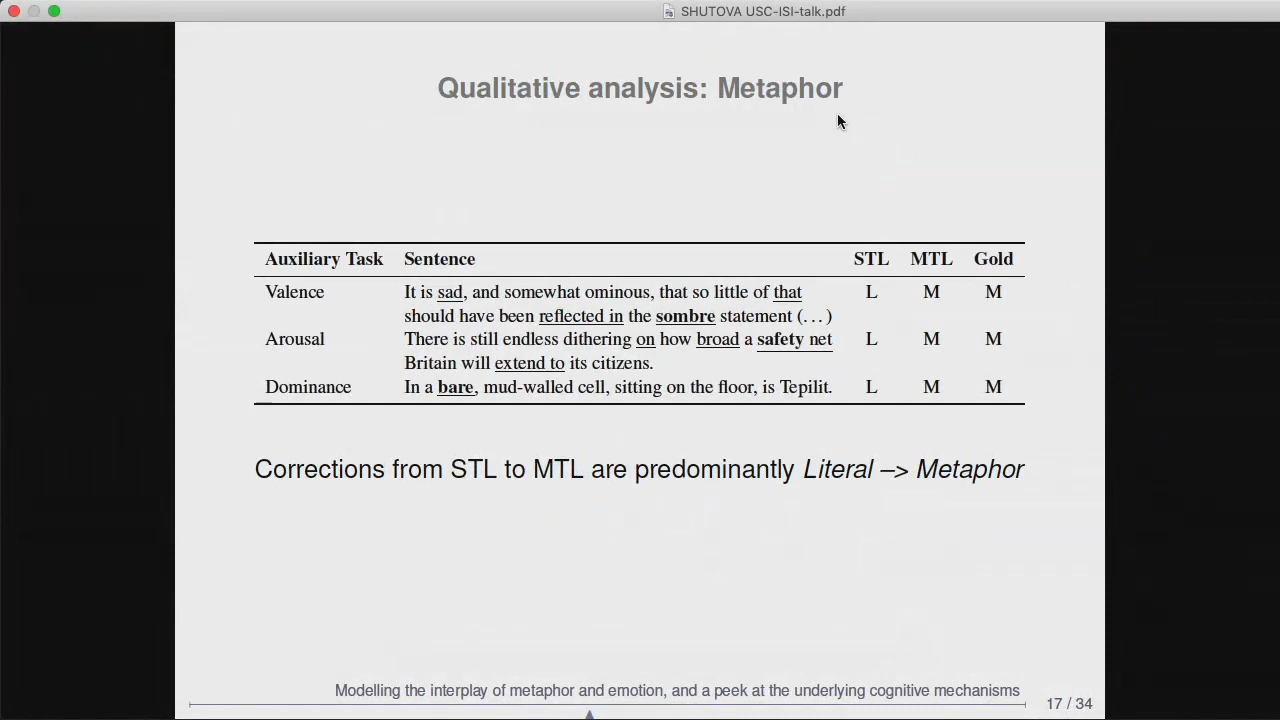 SHUTOVA USC-ISI-talk.pdf
Qualitative analysis: Metaphor
Auxiliary Task Sentence STL MTL Gold
Valence It is sad, and somewhat ominous, that so little of that L M M
should have been reflected in the sombre statement (...)
Arousal There is still endless dithering on how broad a safety net L M M
Britain will extend to its citizens.
Dominance In a bare, mud-walled cell, sitting on the floor, is Tepilit. L M M
Corrections from STL to MTL are predominantly Literal –> Metaphor
Modelling the interplay of metaphor and emotion, and a peek at the underlying cognitive mechanisms
17 / 34